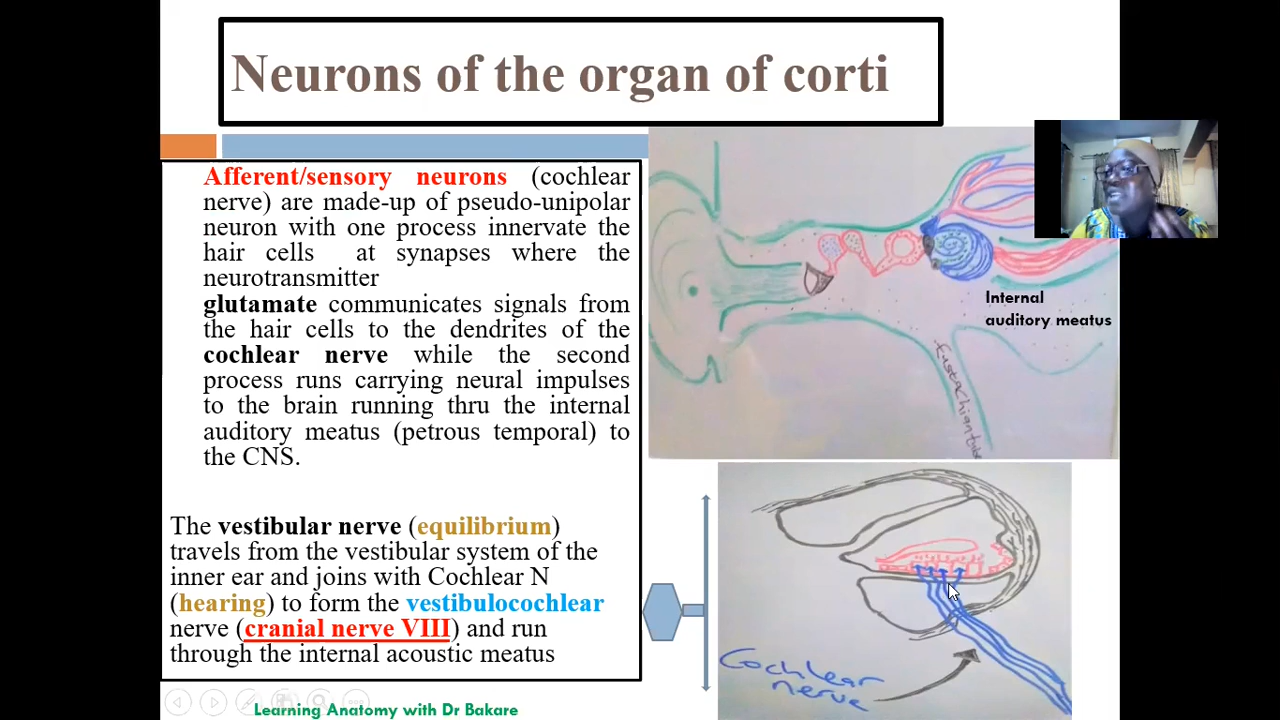 Neurons of the organ of corti
Afferent/sensory neurons (cochlear
nerve) are made-up of pseudo-unipolar
neuron with one process innervate the
hair cells at synapses where the
neurotransmitter
glutamate communicates signals from
the hair cells to the dendrites of the
cochlear nerve while the second
process runs carrying neural impulses
to the brain running thru the internal
auditory meatus (petrous temporal) to
the CNS.
The vestibular nerve (equilibrium)
travels from the vestibular system of the
inner ear and joins with Cochlear N
(hearing) to form the vestibulocochlear
nerve (cranial nerve VIII) and run
through the internal acoustic meatus
Internal
auditory meatus
Eustachian tube
Cochlear
nerve
Learning Anatomy with Dr Bakare